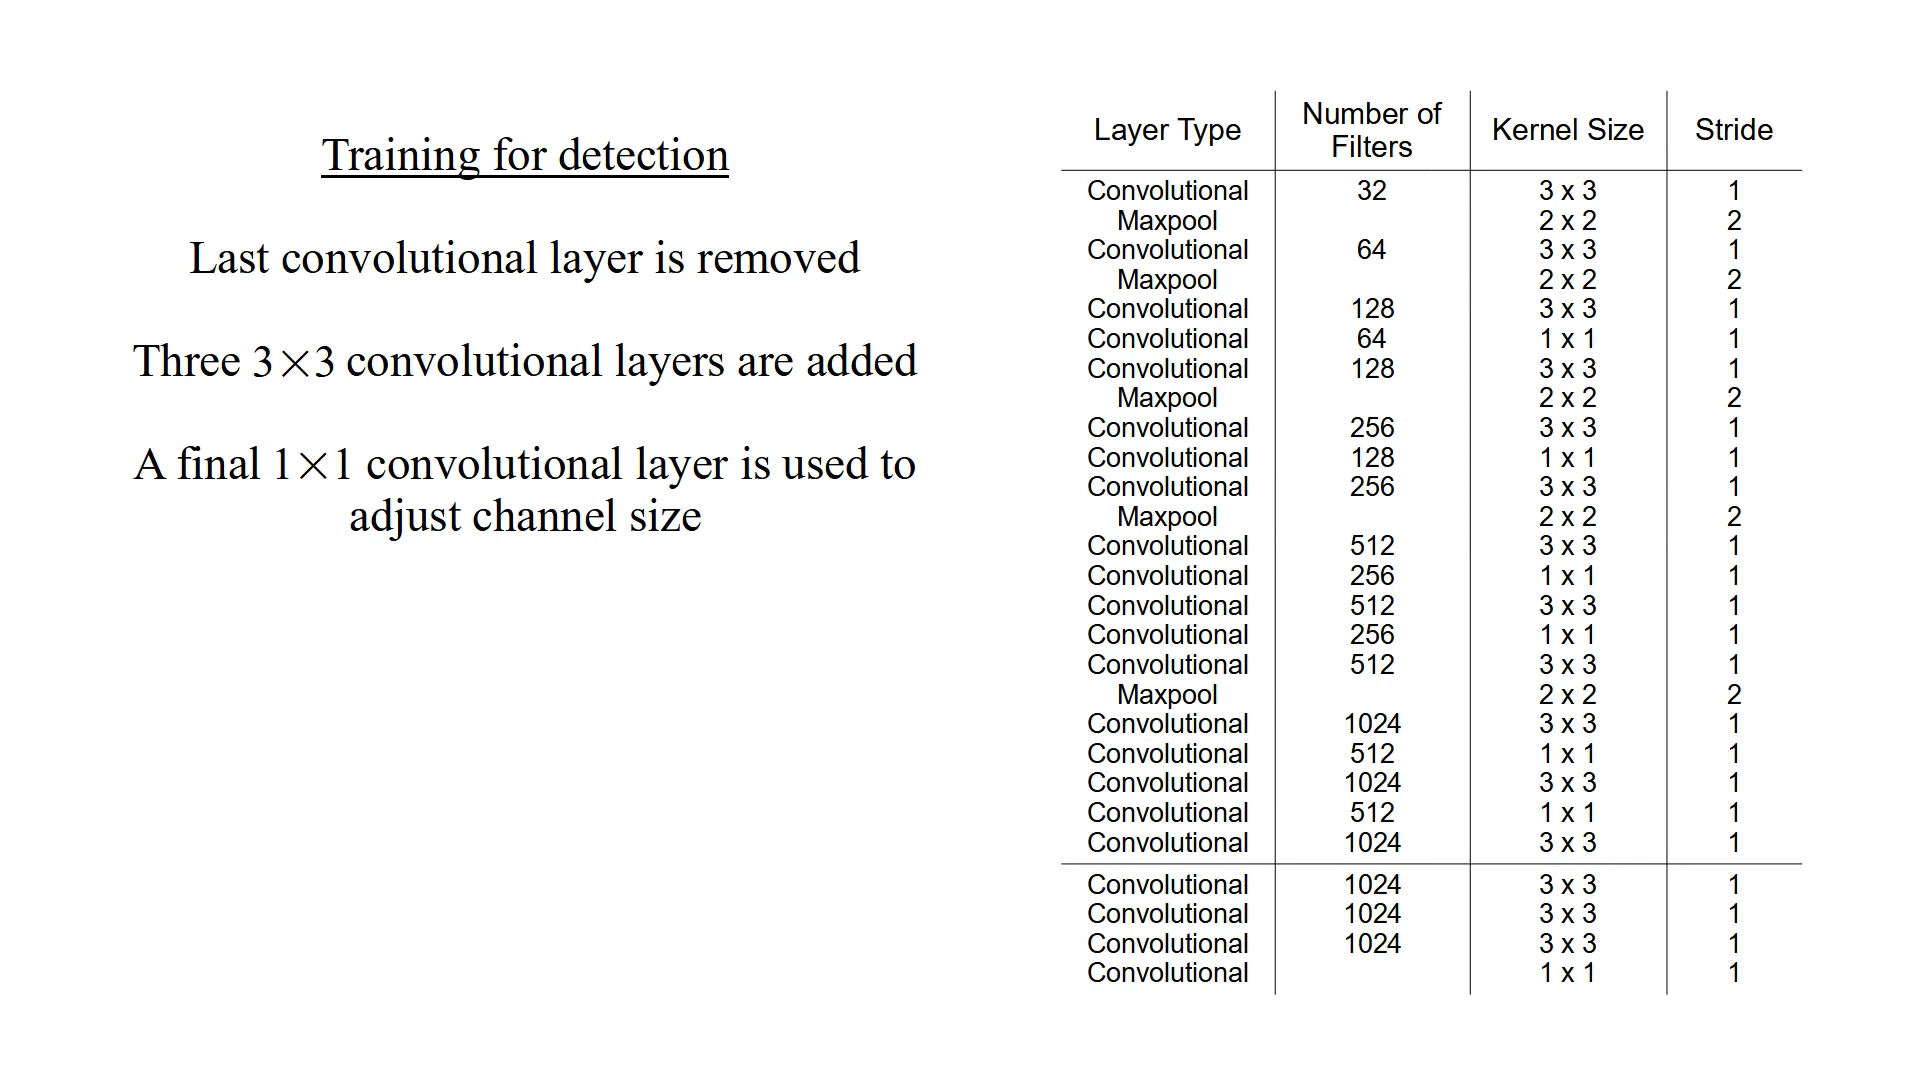 Training for detection
Last convolutional layer is removed
Three 3×3 convolutional layers are added
A final 1×1 convolutional layer is used to
adjust channel size
Layer Type Number of Filters Kernel Size Stride
Convolutional 32 3 x 3 1
Maxpool 2 x 2 2
Convolutional 64 3 x 3 1
Maxpool 2 x 2 2
Convolutional 128 3 x 3 1
Convolutional 64 1 x 1 1
Convolutional 128 3 x 3 1
Maxpool 2 x 2 2
Convolutional 256 3 x 3 1
Convolutional 128 1 x 1 1
Convolutional 256 3 x 3 1
Maxpool 2 x 2 2
Convolutional 512 3 x 3 1
Convolutional 256 1 x 1 1
Convolutional 512 3 x 3 1
Convolutional 256 1 x 1 1
Convolutional 512 3 x 3 1
Maxpool 2 x 2 2
Convolutional 1024 3 x 3 1
Convolutional 512 1 x 1 1
Convolutional 1024 3 x 3 1
Convolutional 512 1 x 1 1
Convolutional 1024 3 x 3 1
Convolutional 1024 3 x 3 1
Convolutional 1024 3 x 3 1
Convolutional 1024 3 x 3 1
Convolutional 1 x 1 1